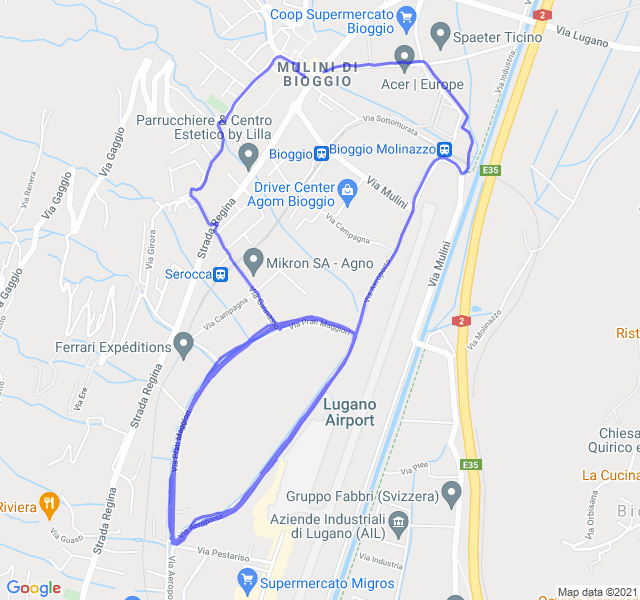 Coop Supermercato
Bioggio
2
Spaeter Ticino
Via Lugano
Via Industria
MULINI DI
BIOGGIO
Acer | Europe
Parrucchiere & Centro
Estetico by Lilla
Via Sottomurata
Bioggio
Bioggio Molinazzo
E35
Via Gaggio
Via Gaggio
Via Renera
Driver Center
Agom Bioggio
Via Mulini
Strada Regina
Via Girora
Via Campagna
Via Mulini
Mikron SA - Agno
Serocca
Via Aeroporto
Via Gaggio
Via Campagna
Via Prati Maggiori
2
Via Molinazzo
Ferrari Expéditions
Rist
Via Ere
Strada Regina
Lugano
Airport
Via Prati Maggiori
Chiesa
Quirico e
E35
Via Plee
La Cucina
Gruppo Fabbri (Svizzera)
Riviera
Strada Regina
Via Orbisana
Aziende Industriali
di Lugano (AIL)
Via Aeroporto
Via Guasti
Via Pestariso
Via Industria
Via Aeropo
Supermercato Migros
Google
Map data ©2021